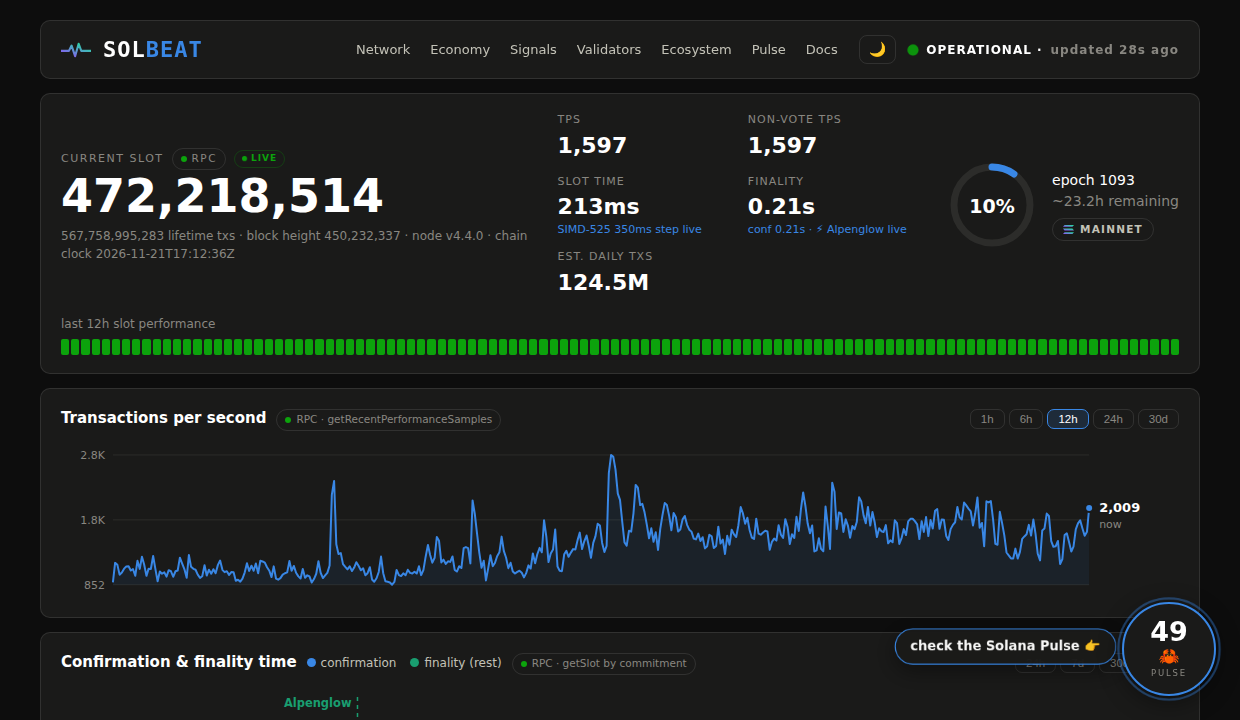 SOLBEAT
Network Economy Signals Validators Ecosystem Pulse Docs
OPERATIONAL · updated 28s ago
CURRENT SLOT RPC LIVE
472,218,514
567,758,995,283 lifetime txs · block height 450,232,337 · node v4.4.0 · chain
clock 2026-11-21T17:12:36Z
TPS
1,597
NON-VOTE TPS
1,597
SLOT TIME
213ms
SIMD-525 350ms step live
FINALITY
0.21s
conf 0.21s · ⚡ Alpenglow live
EST. DAILY TXS
124.5M
10%
epoch 1093
~23.2h remaining
MAINNET
last 12h slot performance
Transactions per second RPC · getRecentPerformanceSamples
1h 6h 12h 24h 30d
2.8K
1.8K
852
2,009
now
Confirmation & finality time confirmation finality (rest) RPC · getSlot by commitment
Alpenglow
check the Solana Pulse 👉
49
PULSE